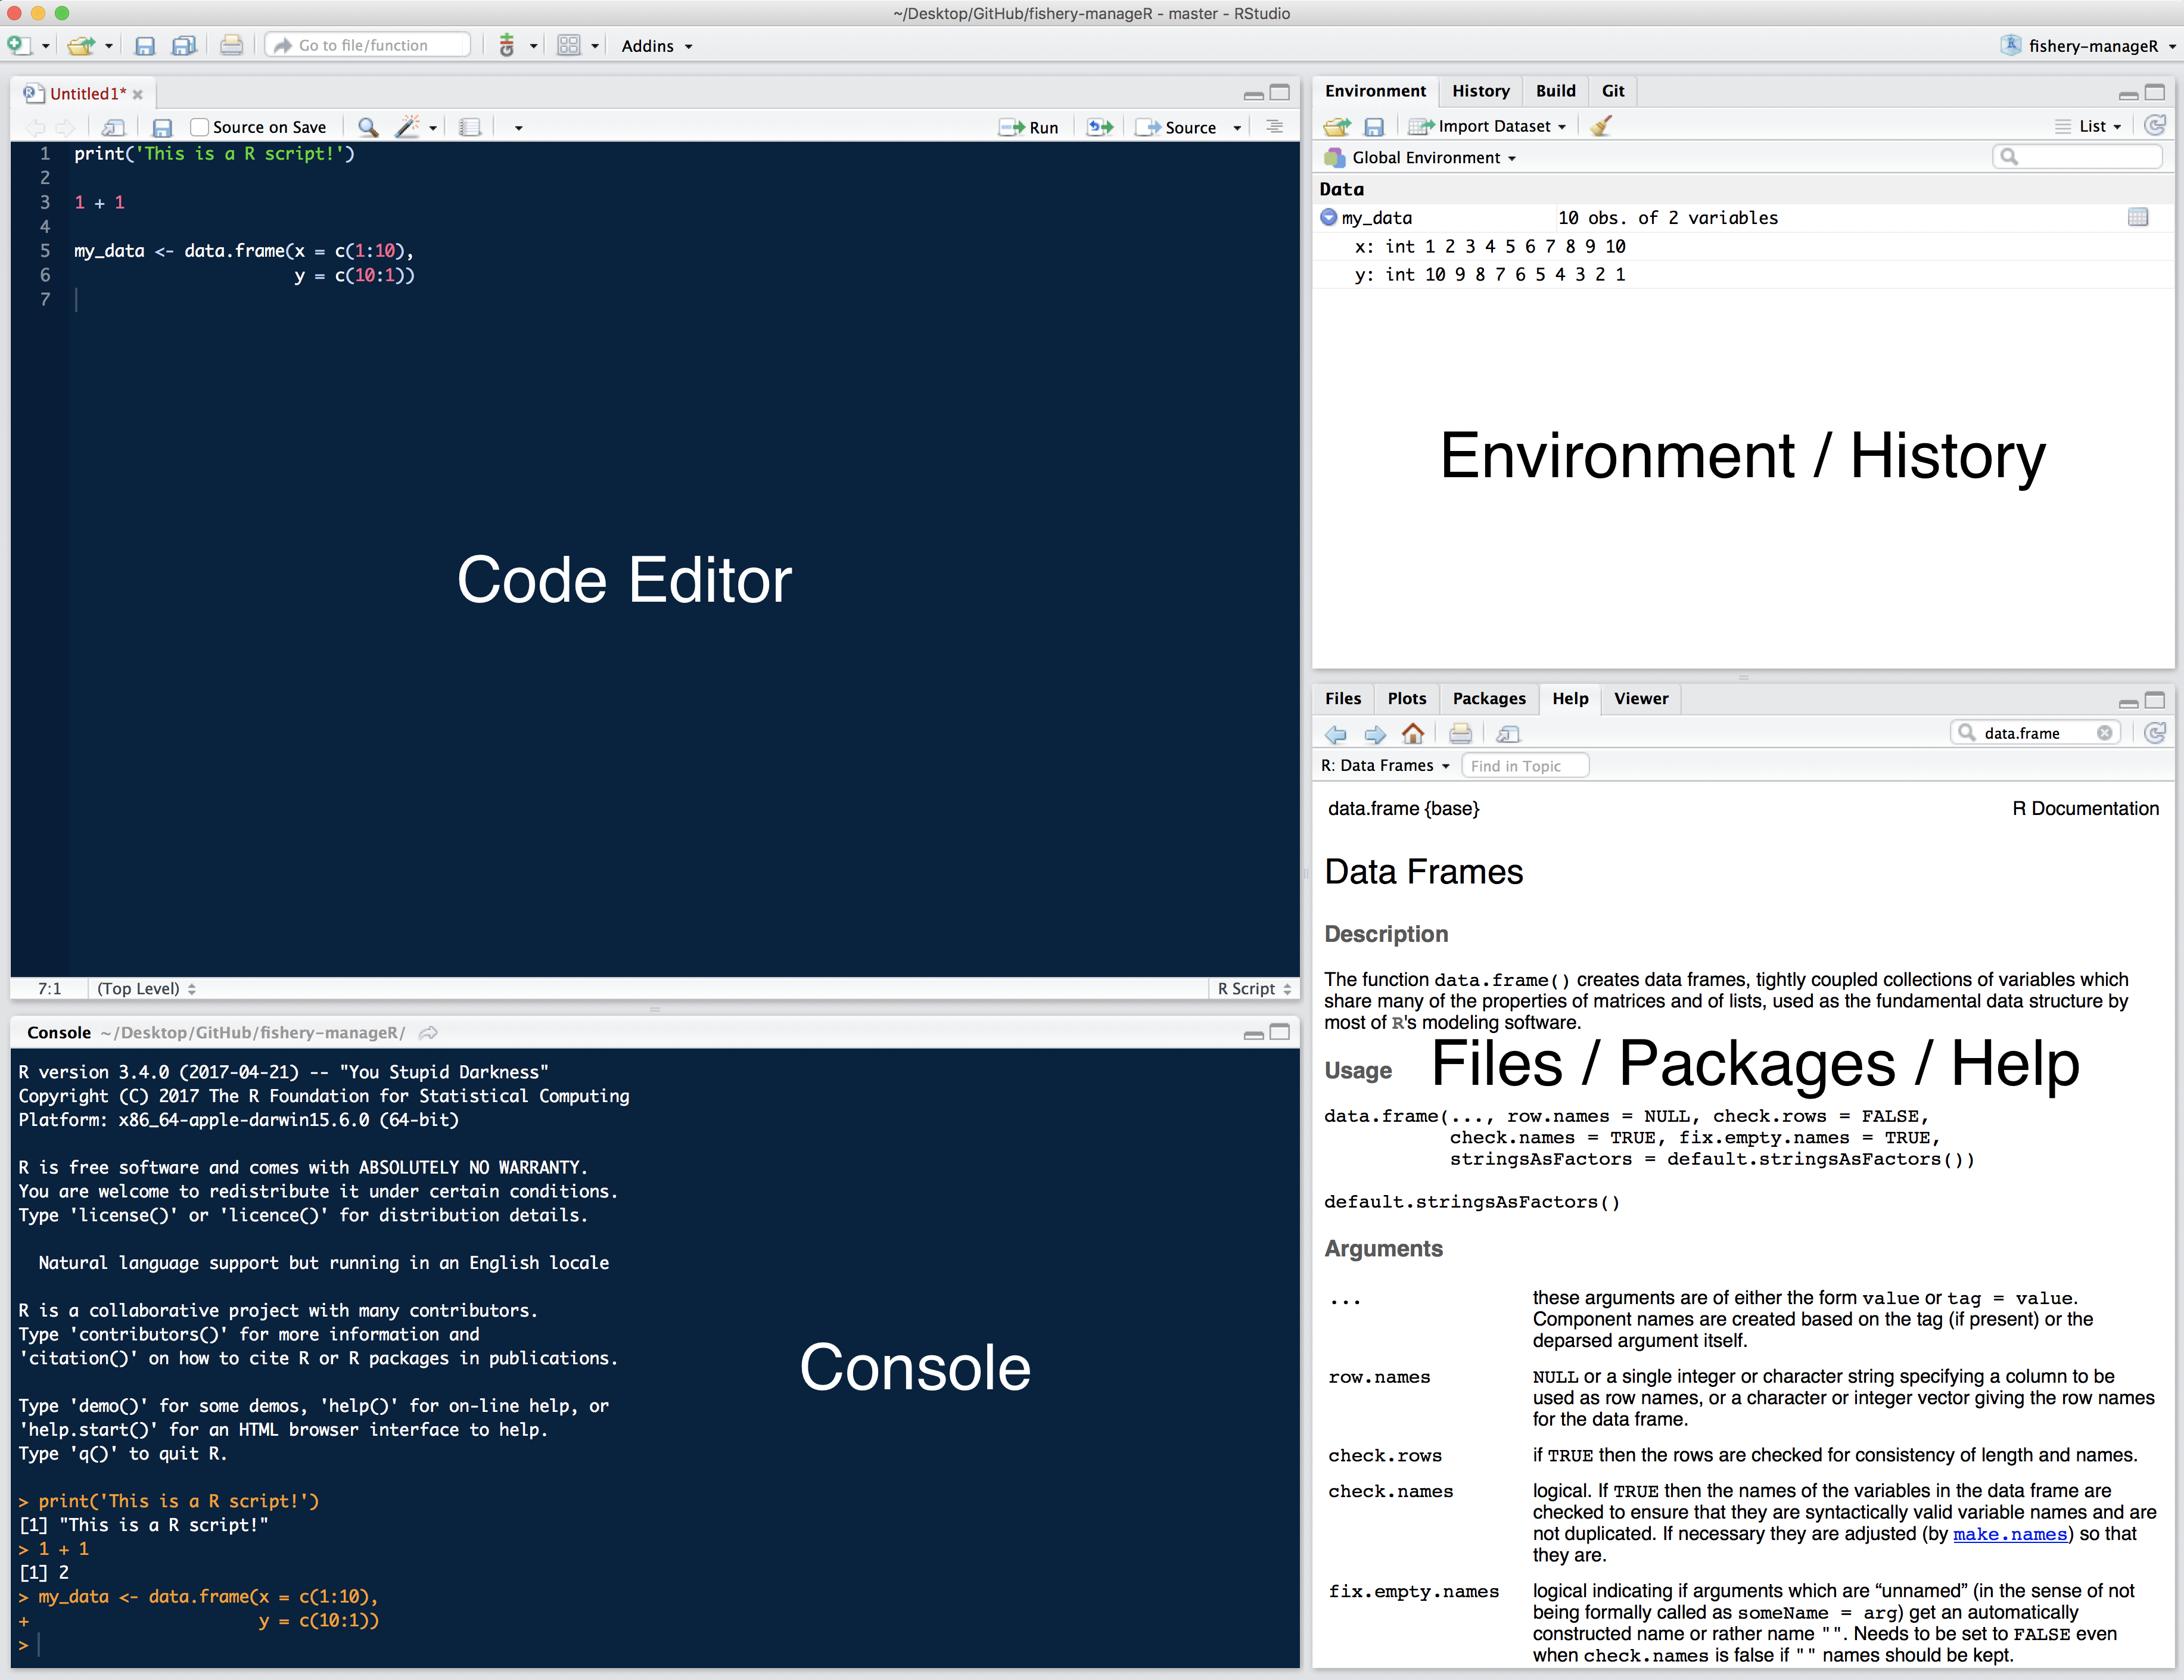 ~/Desktop/GitHub/fishery-manageR - master - RStudio
Go to file/function
Addins
fishery-manageR
Untitled1*
Source on Save
Run
Source
1 print('This is a R script!')
2
3 1 + 1
4
5 my_data <- data.frame(x = c(1:10),
6 y = c(10:1))
7
Code Editor
7:1 (Top Level) R Script
Console ~/Desktop/GitHub/fishery-manageR/
R version 3.4.0 (2017-04-21) -- "You Stupid Darkness"
Copyright (C) 2017 The R Foundation for Statistical Computing
Platform: x86_64-apple-darwin15.6.0 (64-bit)
R is free software and comes with ABSOLUTELY NO WARRANTY.
You are welcome to redistribute it under certain conditions.
Type 'license()' or 'licence()' for distribution details.
Natural language support but running in an English locale
R is a collaborative project with many contributors.
Type 'contributors()' for more information and
'citation()' on how to cite R or R packages in publications.
Type 'demo()' for some demos, 'help()' for on-line help, or
'help.start()' for an HTML browser interface to help.
Type 'q()' to quit R.
> print('This is a R script!')
[1] "This is a R script!"
> 1 + 1
[1] 2
> my_data <- data.frame(x = c(1:10),
+ y = c(10:1))
>
Console
Environment History Build Git
Import Dataset List
Global Environment
Data
my_data 10 obs. of 2 variables
x: int 1 2 3 4 5 6 7 8 9 10
y: int 10 9 8 7 6 5 4 3 2 1
Environment / History
Files Plots Packages Help Viewer
data.frame
R: Data Frames Find in Topic
data.frame {base} R Documentation
Data Frames
Description
The function data.frame() creates data frames, tightly coupled collections of variables which
share many of the properties of matrices and of lists, used as the fundamental data structure by
most of R's modeling software.
Usage
Files / Packages / Help
data.frame(..., row.names = NULL, check.rows = FALSE,
check.names = TRUE, fix.empty.names = TRUE,
stringsAsFactors = default.stringsAsFactors())
default.stringsAsFactors()
Arguments
... these arguments are of either the form value or tag = value.
Component names are created based on the tag (if present) or the
deparsed argument itself.
row.names NULL or a single integer or character string specifying a column to be
used as row names, or a character or integer vector giving the row names
for the data frame.
check.rows if TRUE then the rows are checked for consistency of length and names.
check.names logical. If TRUE then the names of the variables in the data frame are
checked to ensure that they are syntactically valid variable names and are
not duplicated. If necessary they are adjusted (by make.names) so that
they are.
fix.empty.names logical indicating if arguments which are “unnamed” (in the sense of not
being formally called as someName = arg) get an automatically
constructed name or rather name "". Needs to be set to FALSE even
when check.names is false if "" names should be kept.